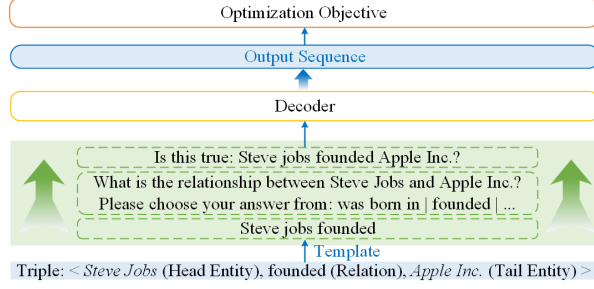 Optimization Objective
Output Sequence
Decoder
Is this true: Steve jobs founded Apple Inc.?
What is the relationship between Steve Jobs and Apple Inc.?
Please choose your answer from: was born in | founded | ...
Steve jobs founded
Template
Triple: < Steve Jobs (Head Entity), founded (Relation), Apple Inc. (Tail Entity) >